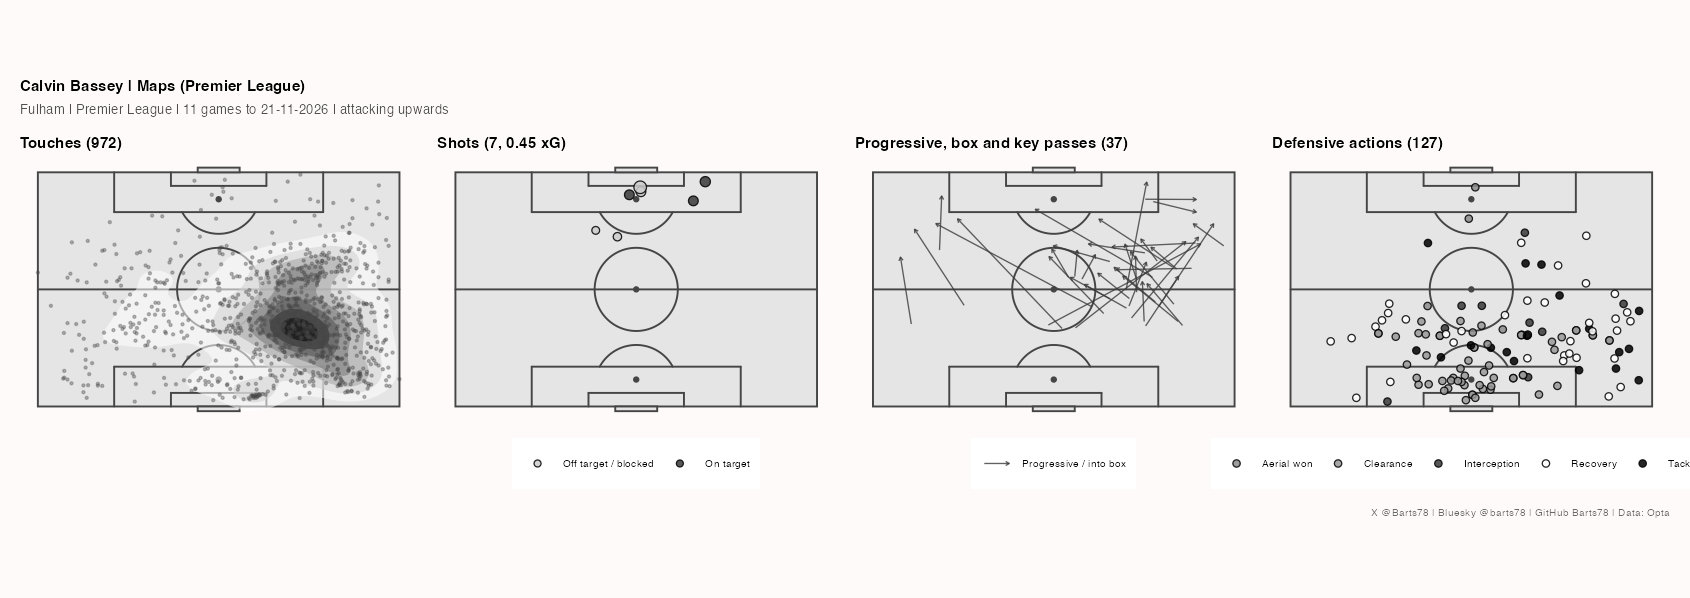 Calvin Bassey | Maps (Premier League)
Fulham | Premier League | 11 games to 21-11-2026 | attacking upwards
Touches (972)
Shots (7, 0.45 xG)
Progressive, box and key passes (37)
Defensive actions (127)
Off target / blocked
On target
Progressive / into box
Aerial won
Clearance
Interception
Recovery
Tack
X @Barts78 | Bluesky @barts78 | GitHub Barts78 | Data: Opta